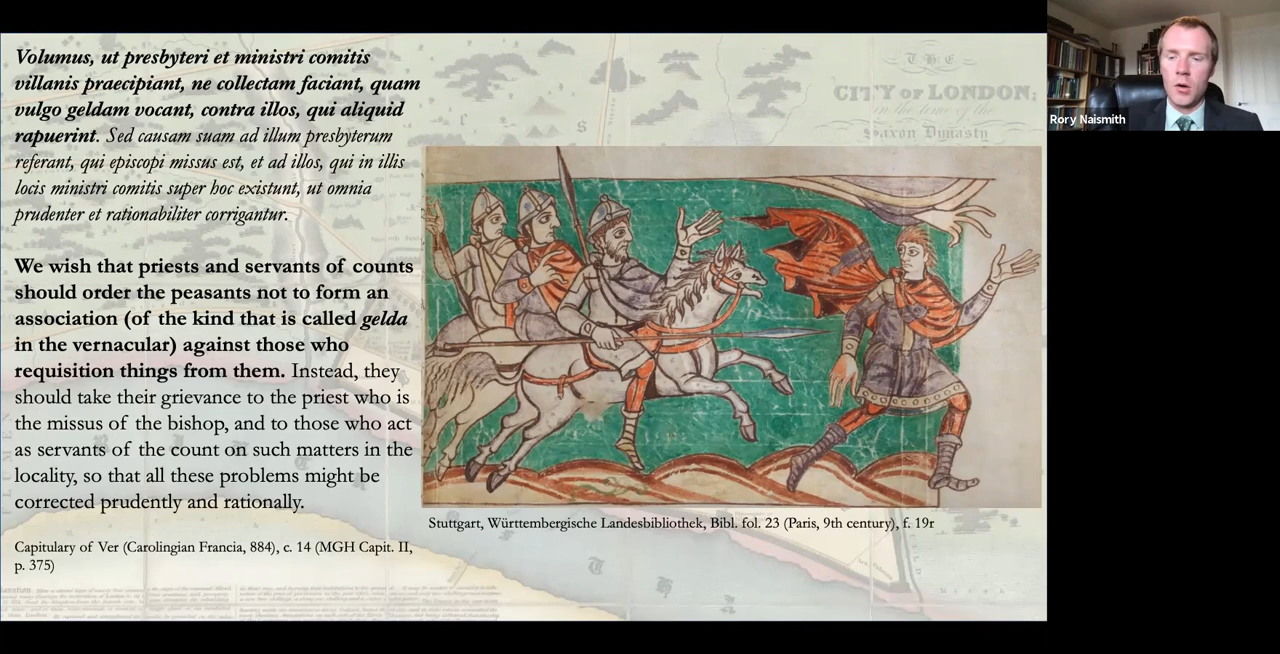 Volumus, ut presbyteri et ministri comitis
villanis praecipiant, ne collectam faciant, quam
vulgo geldam vocant, contra illos, qui aliquid
rapuerint. Sed causam suam ad illum presbyterum
referant, qui episcopi missus est, et ad illos, qui in illis
locis ministri comitis super hoc existunt, ut omnia
prudenter et rationabiliter corrigantur.
We wish that priests and servants of counts
should order the peasants not to form an
association (of the kind that is called gelda
in the vernacular) against those who
requisition things from them. Instead, they
should take their grievance to the priest who is
the missus of the bishop, and to those who act
as servants of the count on such matters in the
locality, so that all these problems might be
corrected prudently and rationally.
Capitulary of Ver (Carolingian Francia, 884), c. 14 (MGH Capit. II,
p. 375)
THE
CITY of LONDON;
in the time of the
Saxon Dynasty
Stuttgart, Württembergische Landesbibliothek, Bibl. fol. 23 (Paris, 9th century), f. 19r
Rory Naismith